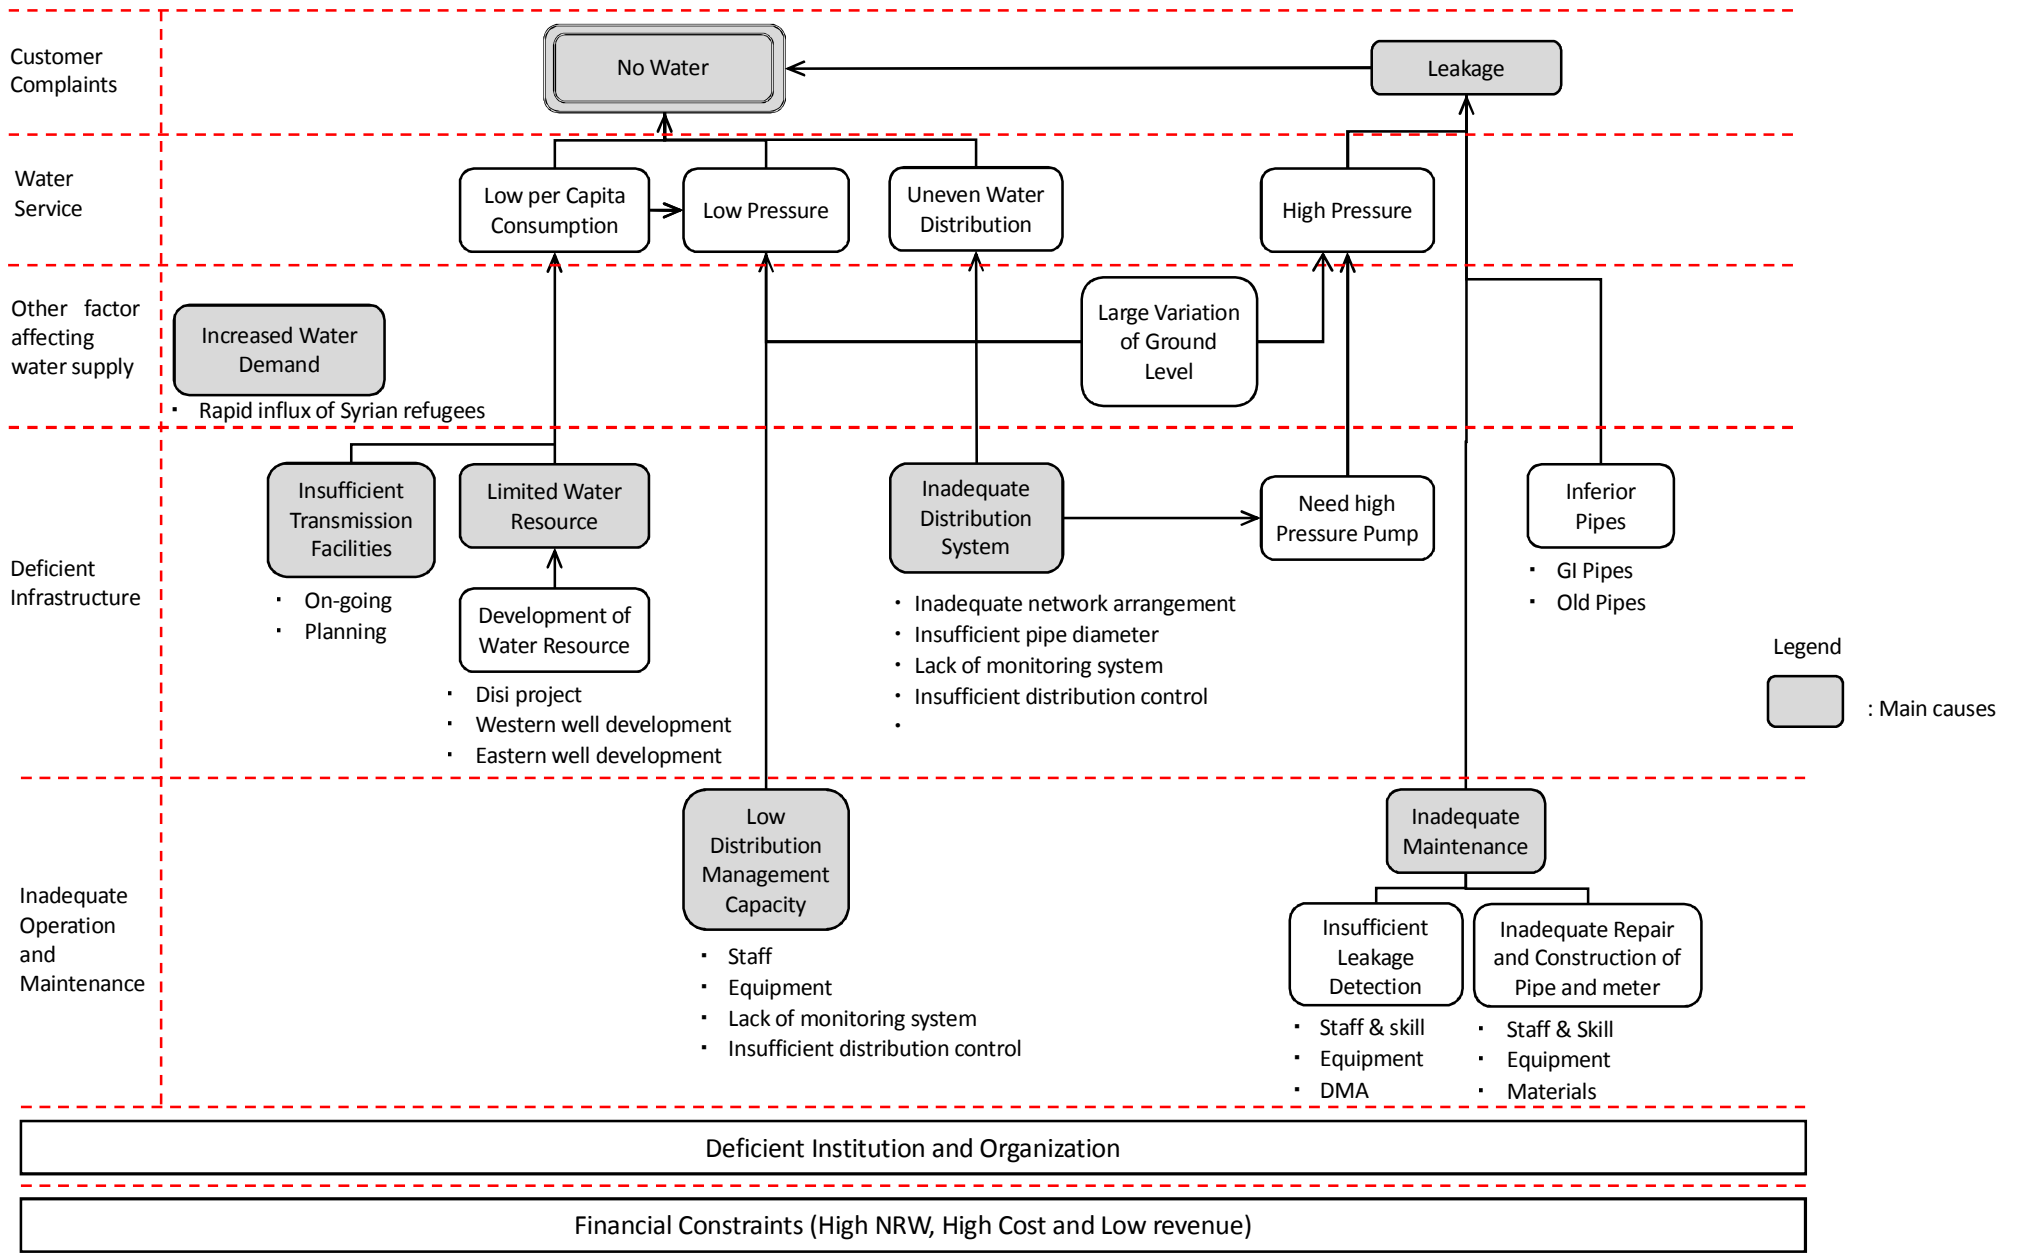 Customer
Complaints
No Water
Leakage
Water
Service
Low per Capita
Consumption
Low Pressure
Uneven Water
Distribution
High Pressure
Other factor
affecting
water supply
Increased Water
Demand
▪ Rapid influx of Syrian refugees
Large Variation
of Ground
Level
Deficient
Infrastructure
Insufficient
Transmission
Facilities
▪ On-going
▪ Planning
Limited Water
Resource
Development of
Water Resource
▪ Disi project
▪ Western well development
▪ Eastern well development
Inadequate
Distribution
System
• Inadequate network arrangement
• Insufficient pipe diameter
• Lack of monitoring system
• Insufficient distribution control
•
Need high
Pressure Pump
Inferior
Pipes
▪ GI Pipes
▪ Old Pipes
Legend
: Main causes
Inadequate
Operation
and
Maintenance
Low
Distribution
Management
Capacity
▪ Staff
▪ Equipment
▪ Lack of monitoring system
▪ Insufficient distribution control
Inadequate
Maintenance
Insufficient
Leakage
Detection
▪ Staff & skill
▪ Equipment
▪ DMA
Inadequate Repair
and Construction of
Pipe and meter
▪ Staff & Skill
▪ Equipment
▪ Materials
Deficient Institution and Organization
Financial Constraints (High NRW, High Cost and Low revenue)